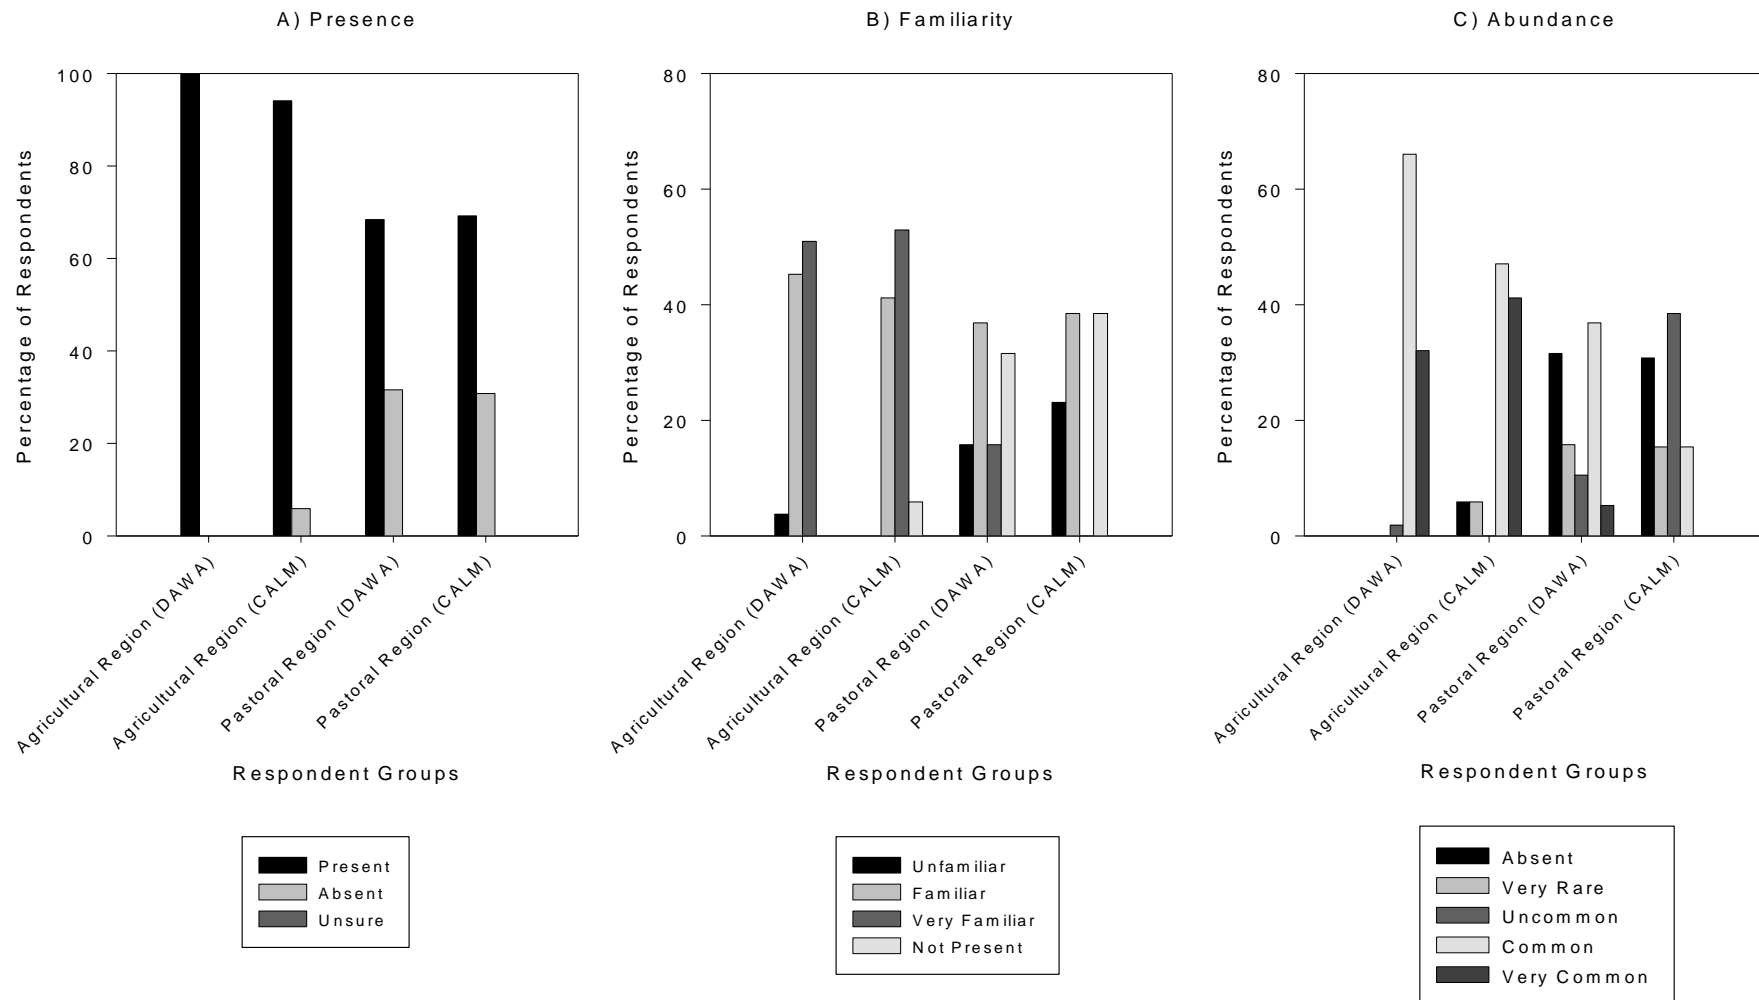 A) Presence
Percentage of Respondents
100
80
60
40
20
0
Agricultural Region (DAWA)
Agricultural Region (CALM)
Pastoral Region (DAWA)
Pastoral Region (CALM)
Respondent Groups
Present
Absent
Unsure
B) Familiarity
Percentage of Respondents
80
60
40
20
0
Agricultural Region (DAWA)
Agricultural Region (CALM)
Pastoral Region (DAWA)
Pastoral Region (CALM)
Respondent Groups
Unfamiliar
Familiar
Very Familiar
Not Present
C) Abundance
Percentage of Respondents
80
60
40
20
0
Agricultural Region (DAWA)
Agricultural Region (CALM)
Pastoral Region (DAWA)
Pastoral Region (CALM)
Respondent Groups
Absent
Very Rare
Uncommon
Common
Very Common